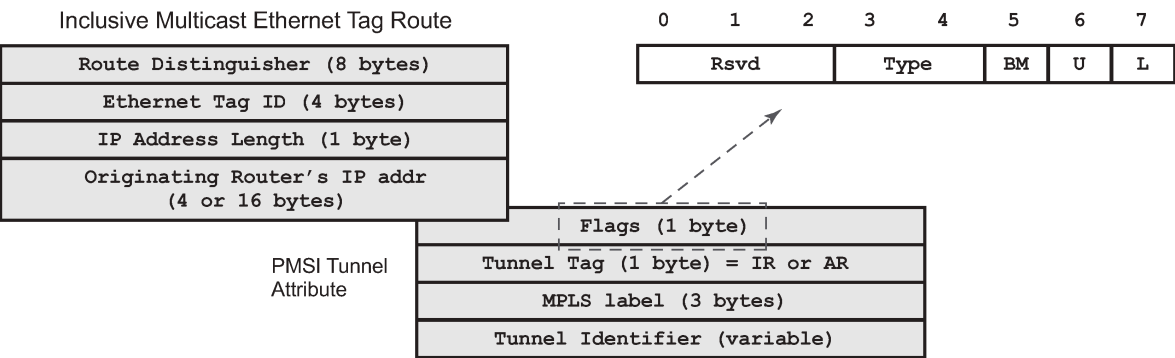 Inclusive Multicast Ethernet Tag Route
Route Distinguisher (8 bytes)
Ethernet Tag ID (4 bytes)
IP Address Length (1 byte)
Originating Router’s IP addr
(4 or 16 bytes)
0 1 2 3 4 5 6 7
Rsvd Type BM U L
PMSI Tunnel
Attribute
Flags (1 byte)
Tunnel Tag (1 byte) = IR or AR
MPLS label (3 bytes)
Tunnel Identifier (variable)